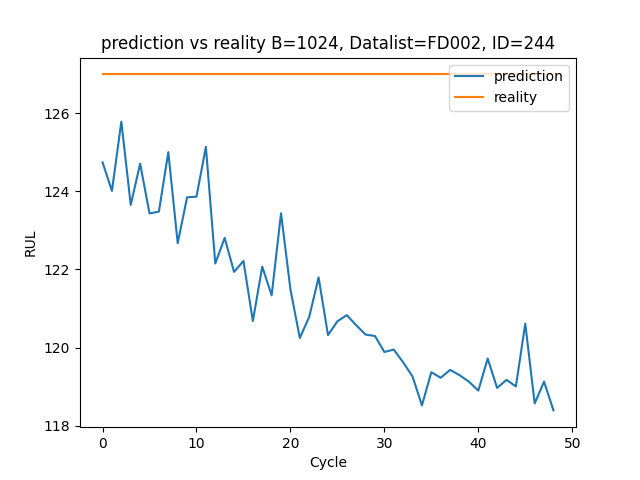 prediction vs reality B=1024, Datalist=FD002, ID=244
prediction
reality
126
124
122
120
118
RUL
0 10 20 30 40 50
Cycle